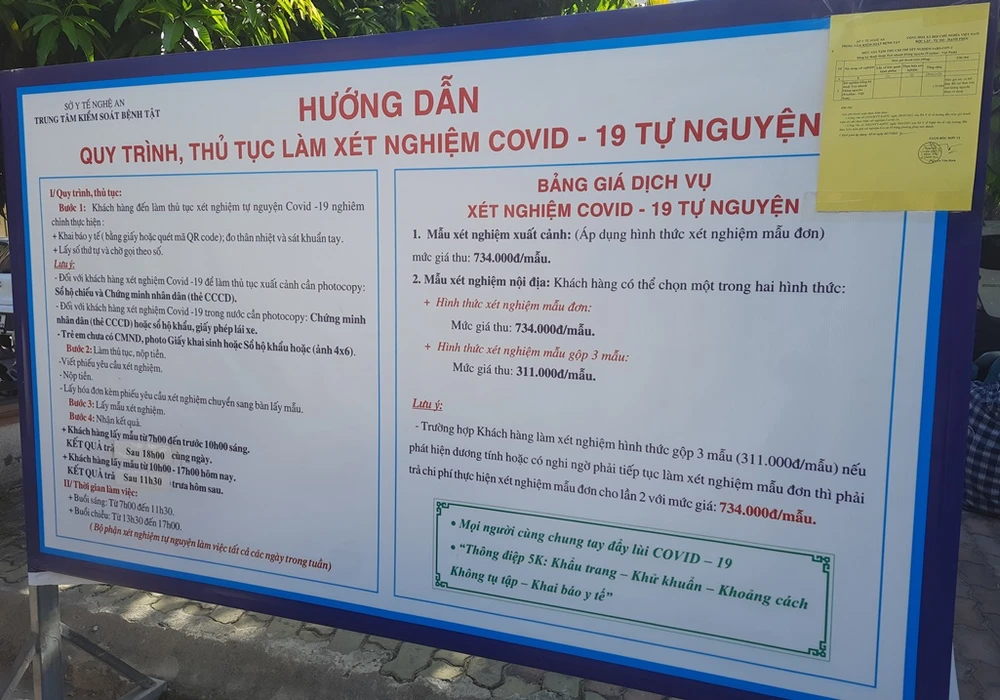 SỞ Y TẾ NGHỆ AN
TRUNG TÂM KIỂM SOÁT BỆNH TẬT
HƯỚNG DẪN
QUY TRÌNH, THỦ TỤC LÀM XÉT NGHIỆM COVID - 19 TỰ NGUYỆN
I/ Quy trình, thủ tục:
Bước 1: Khách hàng đến làm thủ tục xét nghiệm tự nguyện Covid -19 nghiêm
chỉnh thực hiện :
+ Khai báo y tế ( bằng giấy hoặc quét mã QR code); đo thân nhiệt và sát khuẩn tay.
+ Lấy số thứ tự và chờ gọi theo số.
Lưu ý:
- Đối với khách hàng xét nghiệm Covid -19 để làm thủ tục xuất cảnh cần photocopy:
Sổ hộ chiếu và Chứng minh nhân dân (thẻ CCCD).
- Đối với khách hàng xét nghiệm Covid -19 trong nước cần photocopy: Chứng minh
nhân dân (thẻ CCCD) hoặc sổ hộ khẩu, giấy phép lái xe.
- Trẻ em chưa có CMND, photo Giấy khai sinh hoặc Sổ hộ khẩu hoặc (ảnh 4x6).
Bước 2: Làm thủ tục, nộp tiền.
-Viết phiếu yêu cầu xét nghiệm.
- Nộp tiền.
- Lấy hóa đơn kèm phiếu yêu cầu xét nghiệm chuyển sang bàn lấy mẫu.
Bước 3: Lấy mẫu xét nghiệm.
Bước 4: Nhận kết quả.
+ Khách hàng lấy mẫu từ 7h00 đến trước 10h00 sáng.
KẾT QUẢ trả Sau 18h00 cùng ngày.
+ Khách hàng lấy mẫu từ 10h00 - 17h00 hôm nay.
KẾT QUẢ trả Sau 11h30 trưa hôm sau.
II/ Thời gian làm việc:
+ Buổi sáng: Từ 7h00 đến 11h30.
+ Buổi chiều: Từ 13h30 đến 17h00.
( Bộ phận xét nghiệm tự nguyện làm việc tất cả các ngày trong tuần)
BẢNG GIÁ DỊCH VỤ
XÉT NGHIỆM COVID - 19 TỰ NGUYỆN
1. Mẫu xét nghiệm xuất cảnh: (Áp dụng hình thức xét nghiệm mẫu đơn)
mức giá thu: 734.000đ/mẫu.
2. Mẫu xét nghiệm nội địa: Khách hàng có thể chọn một trong hai hình thức:
+ Hình thức xét nghiệm mẫu đơn:
Mức giá thu: 734.000đ/mẫu.
+ Hình thức xét nghiệm mẫu gộp 3 mẫu:
Mức giá thu: 311.000đ/mẫu.
Lưu ý:
- Trường hợp Khách hàng làm xét nghiệm hình thức gộp 3 mẫu (311.000đ/mẫu) nếu
phát hiện dương tính hoặc có nghi ngờ phải tiếp tục làm xét nghiệm mẫu đơn thì phải
trả chi phí thực hiện xét nghiệm mẫu đơn cho lần 2 với mức giá: 734.000đ/mẫu.
• Mọi người cùng chung tay đẩy lùi COVID – 19
• "Thông điệp 5K: Khẩu trang – Khử khuẩn – Khoảng cách
Không tụ tập – Khai báo y tế"
SỞ Y TẾ NGHỆ AN
TRUNG TÂM KIỂM SOÁT BỆNH TẬT
CỘNG HÒA XÃ HỘI CHỦ NGHĨA VIỆT NAM